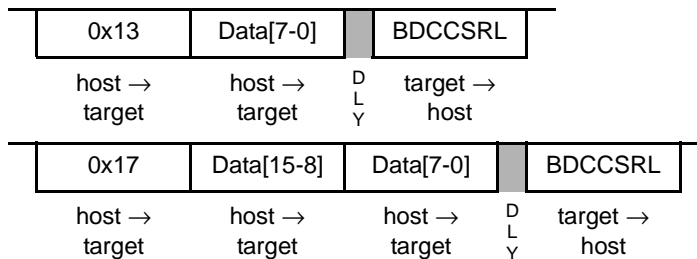 0x13 Data[7-0] BDCCSRL
host → host → D target →
target target L host
Y
0x17 Data[15-8] Data[7-0] BDCCSRL
host → host → host → D target →
target target target L host
Y